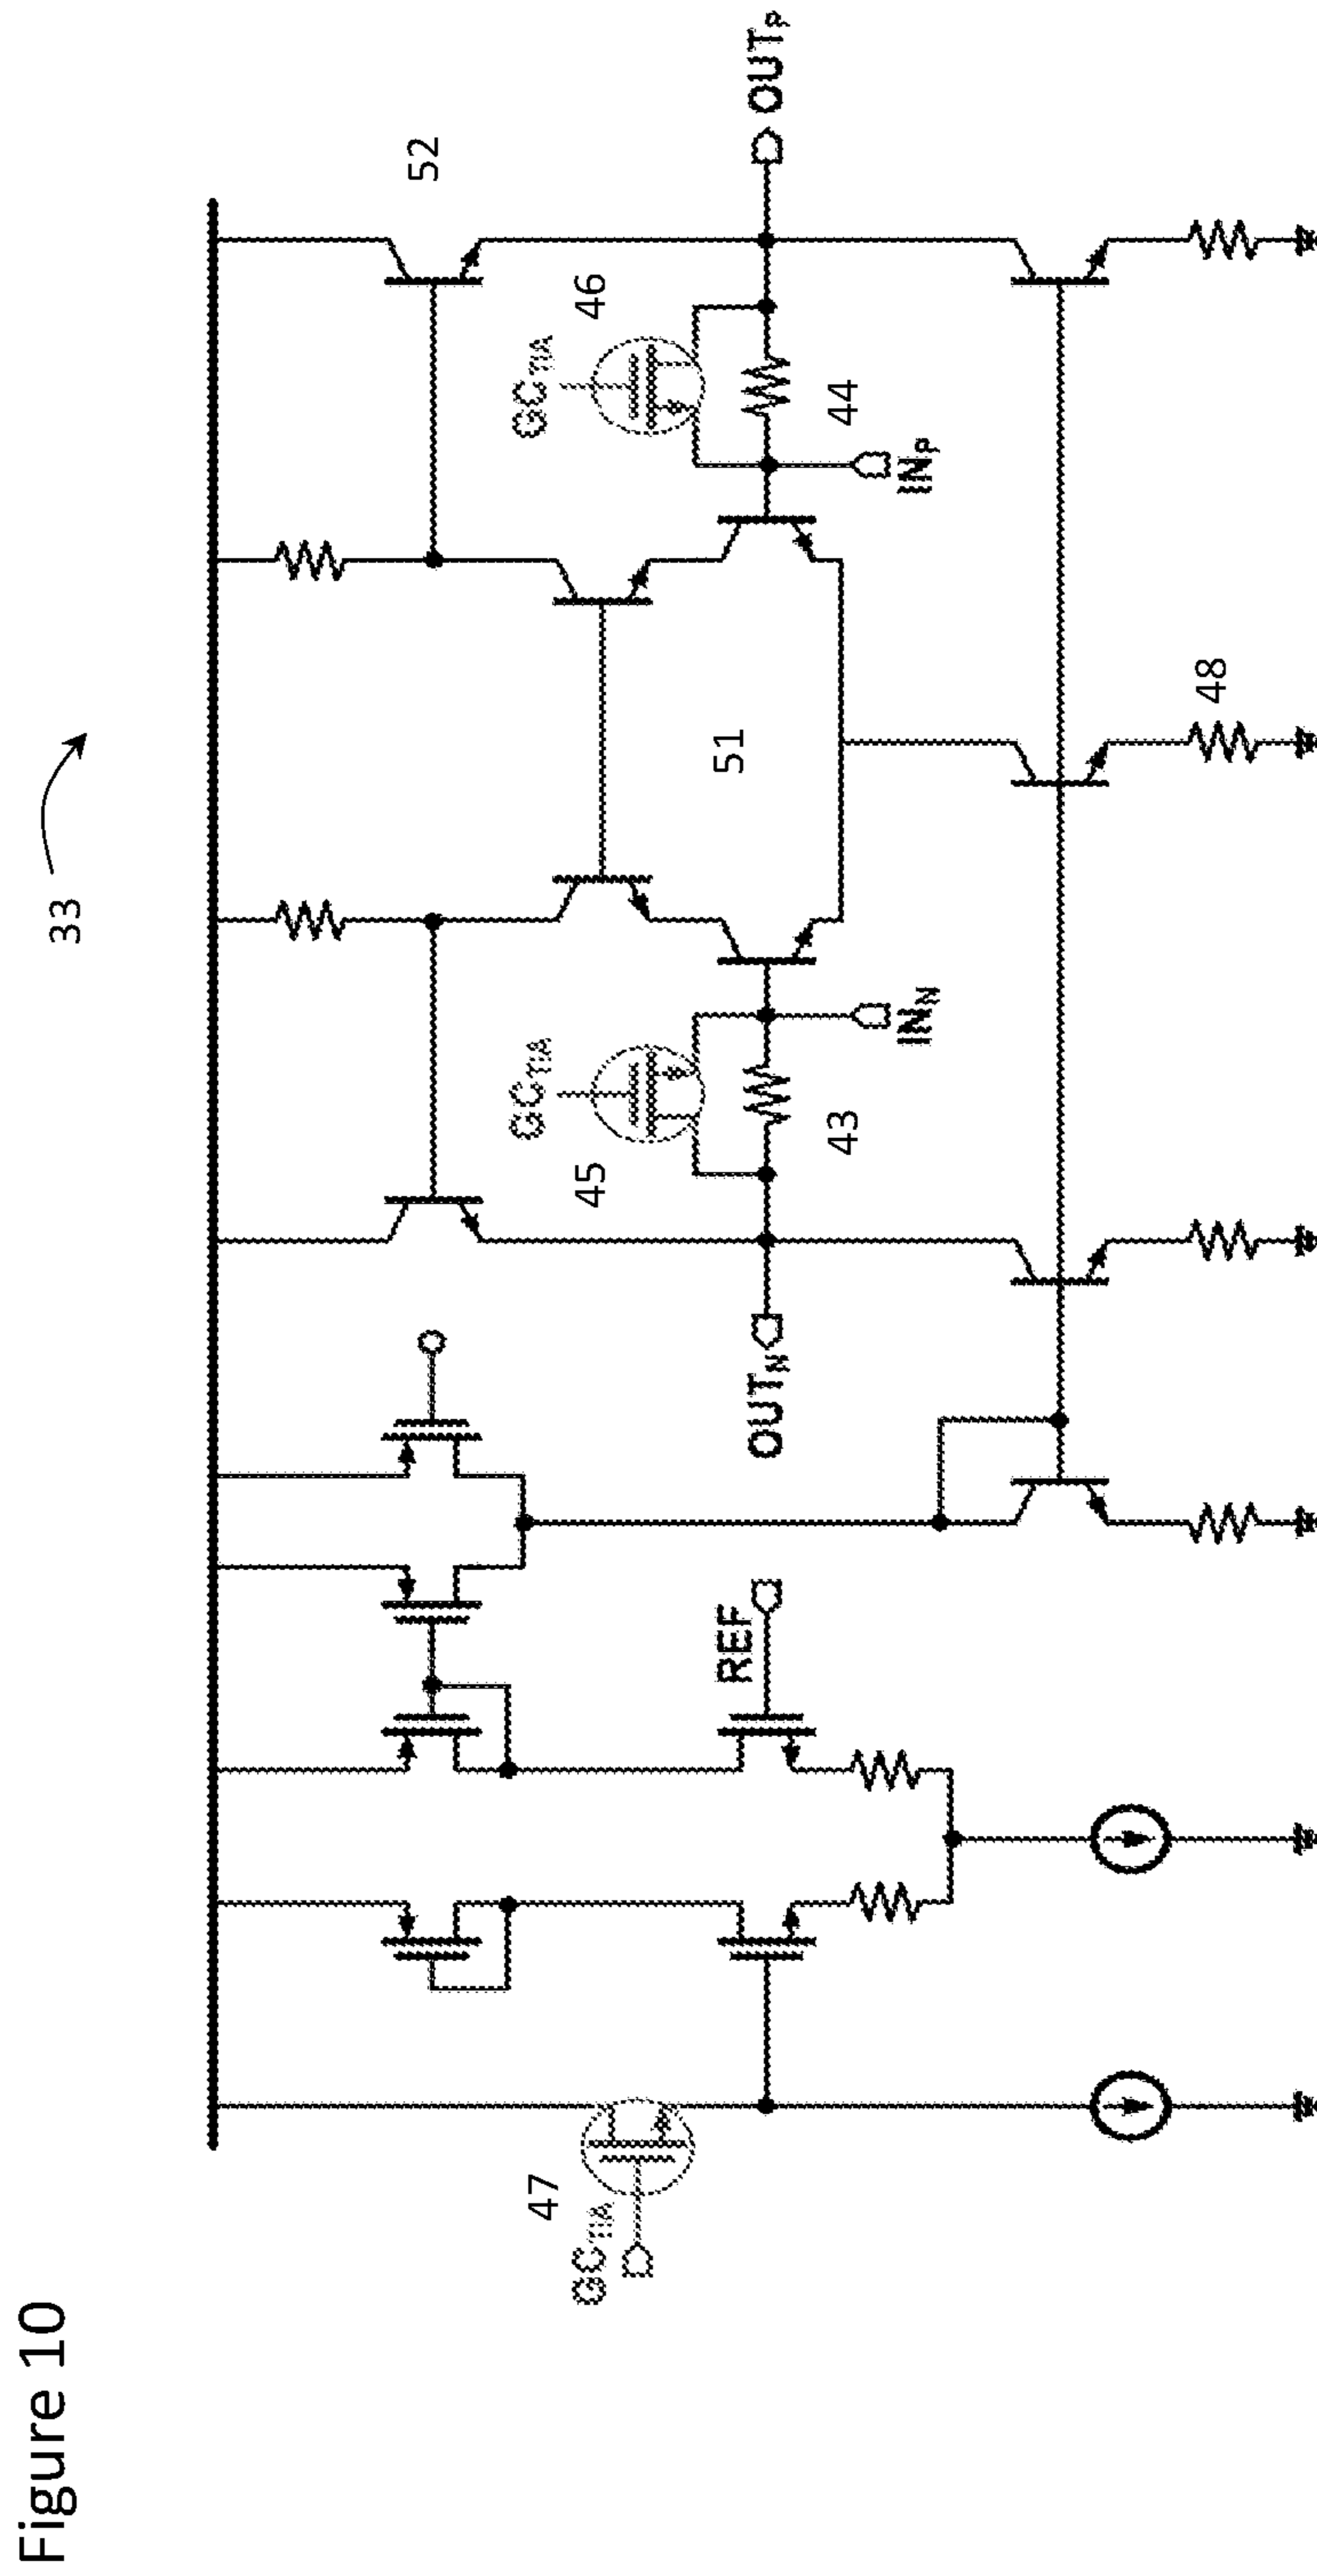 Figure 10
33
52
46
GC_TIA
OUT_P
44
IN_P
51
48
GC_TIA
45
43
IN_N
OUT_N
REF
47
GC_TIA